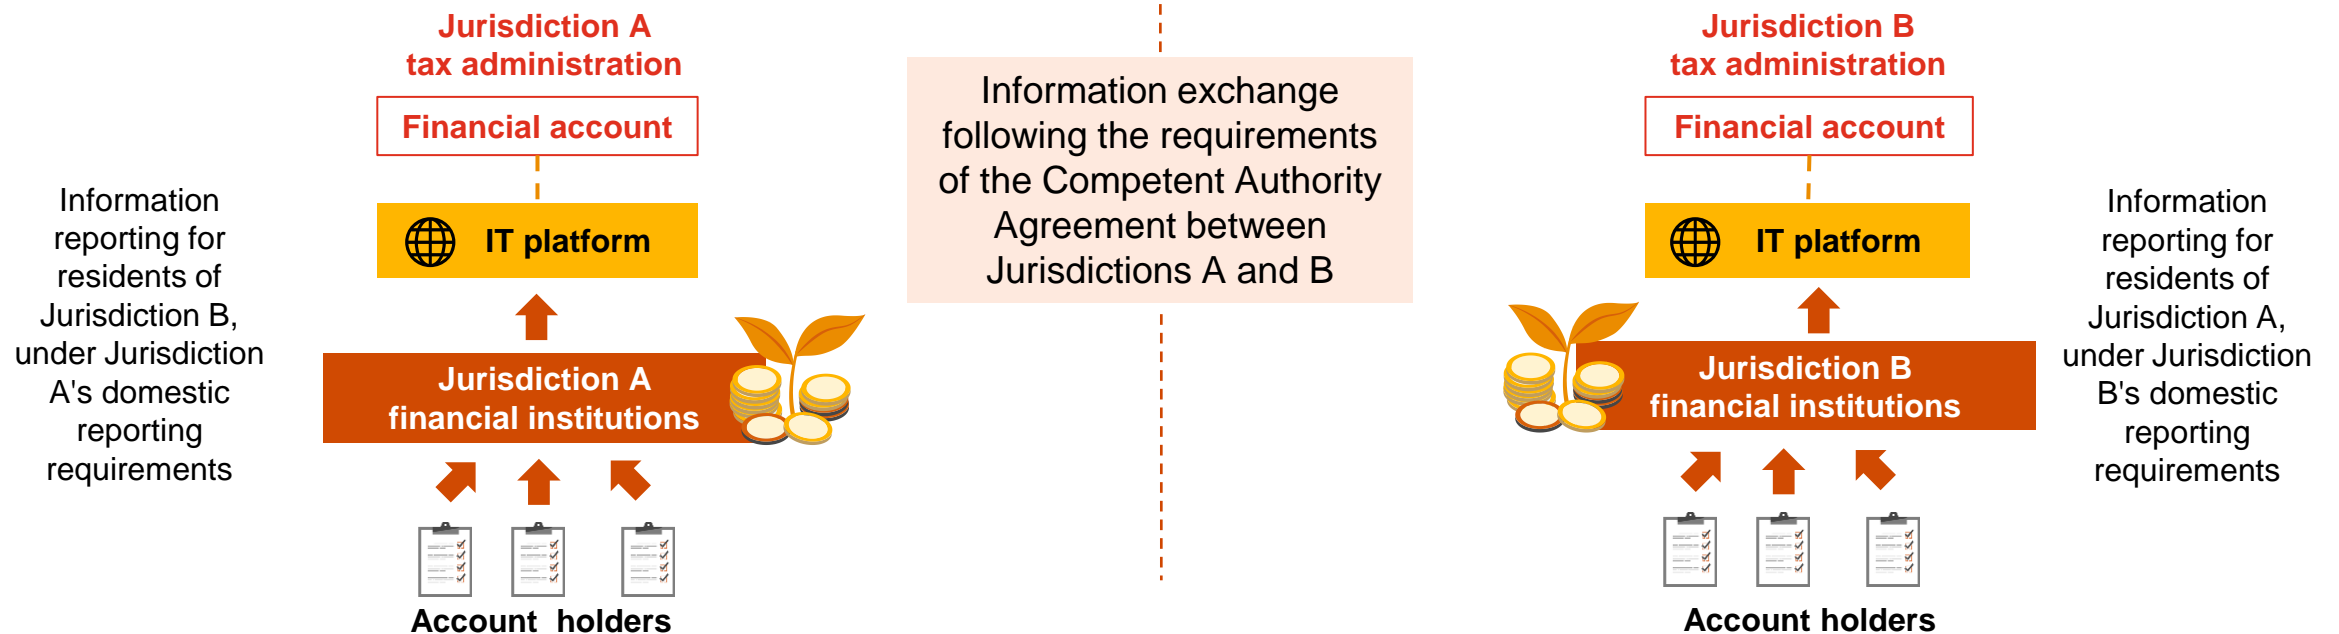 Jurisdiction A
tax administration
Financial account
IT platform
Information
reporting for
residents of
Jurisdiction B,
under Jurisdiction
A's domestic
reporting
requirements
Jurisdiction A
financial institutions
Account holders
Information exchange
following the requirements
of the Competent Authority
Agreement between
Jurisdictions A and B
Jurisdiction B
tax administration
Financial account
IT platform
Jurisdiction B
financial institutions
Account holders
Information
reporting for
residents of
Jurisdiction A,
under Jurisdiction
B's domestic
reporting
requirements